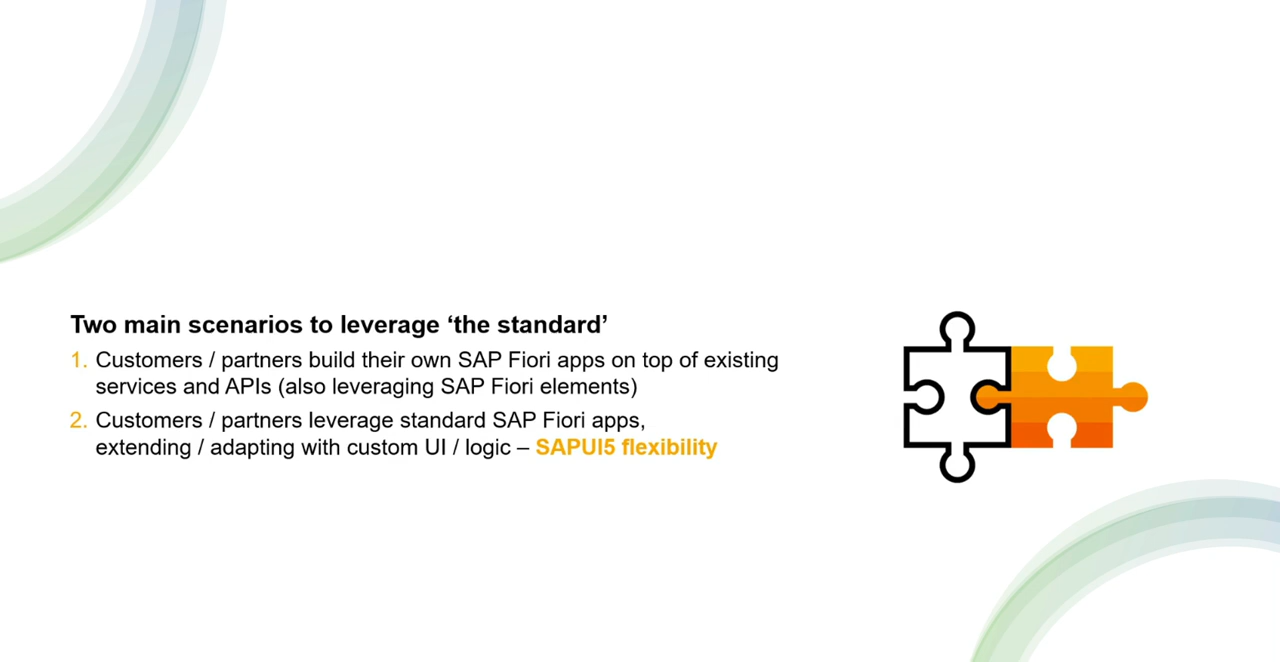 Two main scenarios to leverage ‘the standard’
1. Customers / partners build their own SAP Fiori apps on top of existing
services and APIs (also leveraging SAP Fiori elements)
2. Customers / partners leverage standard SAP Fiori apps,
extending / adapting with custom UI / logic – SAPUI5 flexibility